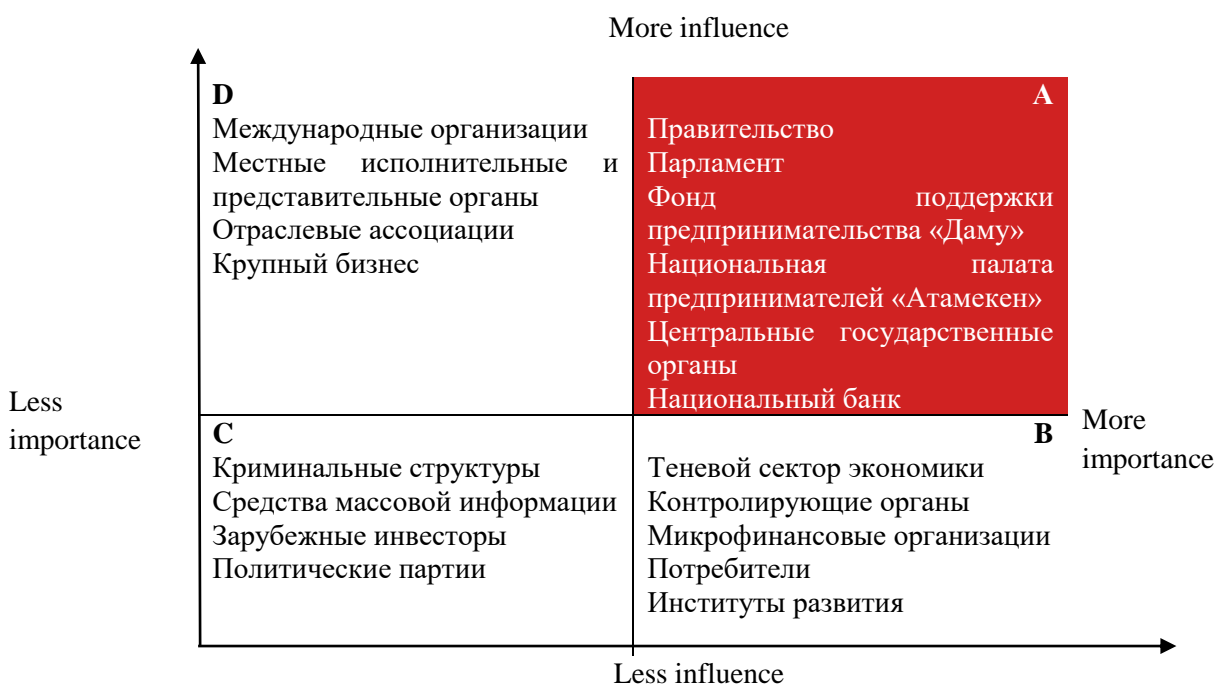 More influence
D
Международные организации
Местные исполнительные и
представительные органы
Отраслевые ассоциации
Крупный бизнес
A
Правительство
Парламент
Фонд поддержки
предпринимательства «Даму»
Национальная палата
предпринимателей «Атамекен»
Центральные государственные
органы
Национальный банк
Less
importance
More
importance
C
Криминальные структуры
Средства массовой информации
Зарубежные инвесторы
Политические партии
B
Теневой сектор экономики
Контролирующие органы
Микрофинансовые организации
Потребители
Институты развития
Less influence